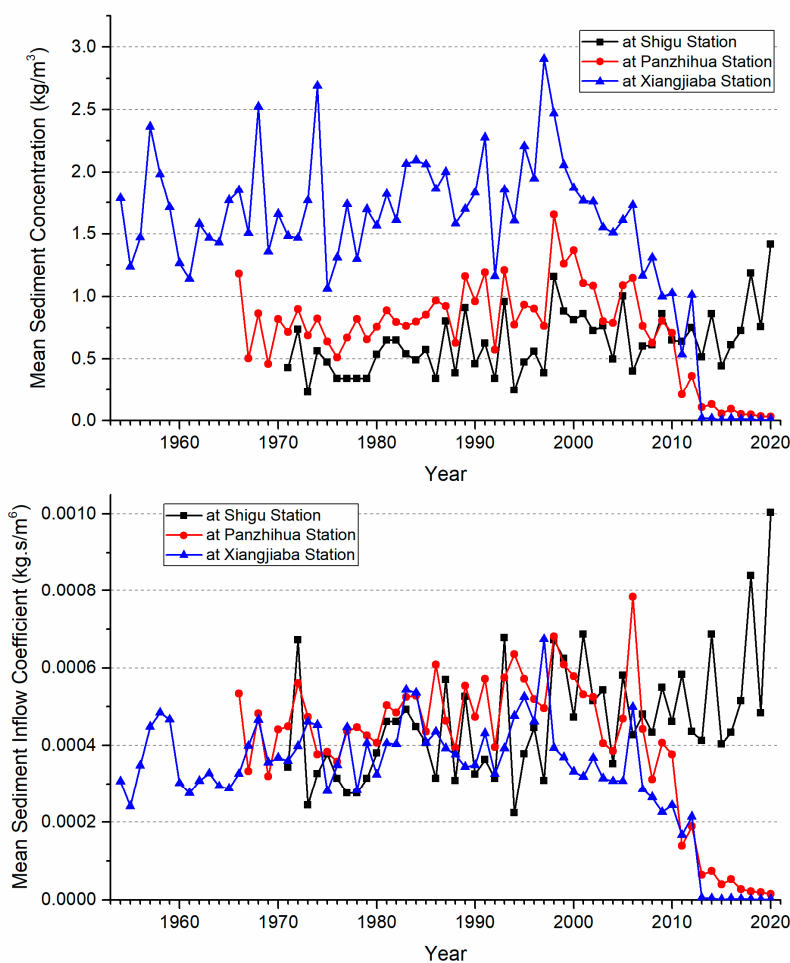 Mean Sediment Concentration (kg/m³)
3.0
2.5
2.0
1.5
1.0
0.5
0.0
at Shigu Station
at Panzhihua Station
at Xiangjiaba Station
1960 1970 1980 1990 2000 2010 2020
Year
Mean Sediment Inflow Coefficient (kg.s/m⁶)
0.0010
0.0008
0.0006
0.0004
0.0002
0.0000
at Shigu Station
at Panzhihua Station
at Xiangjiaba Station
1960 1970 1980 1990 2000 2010 2020
Year